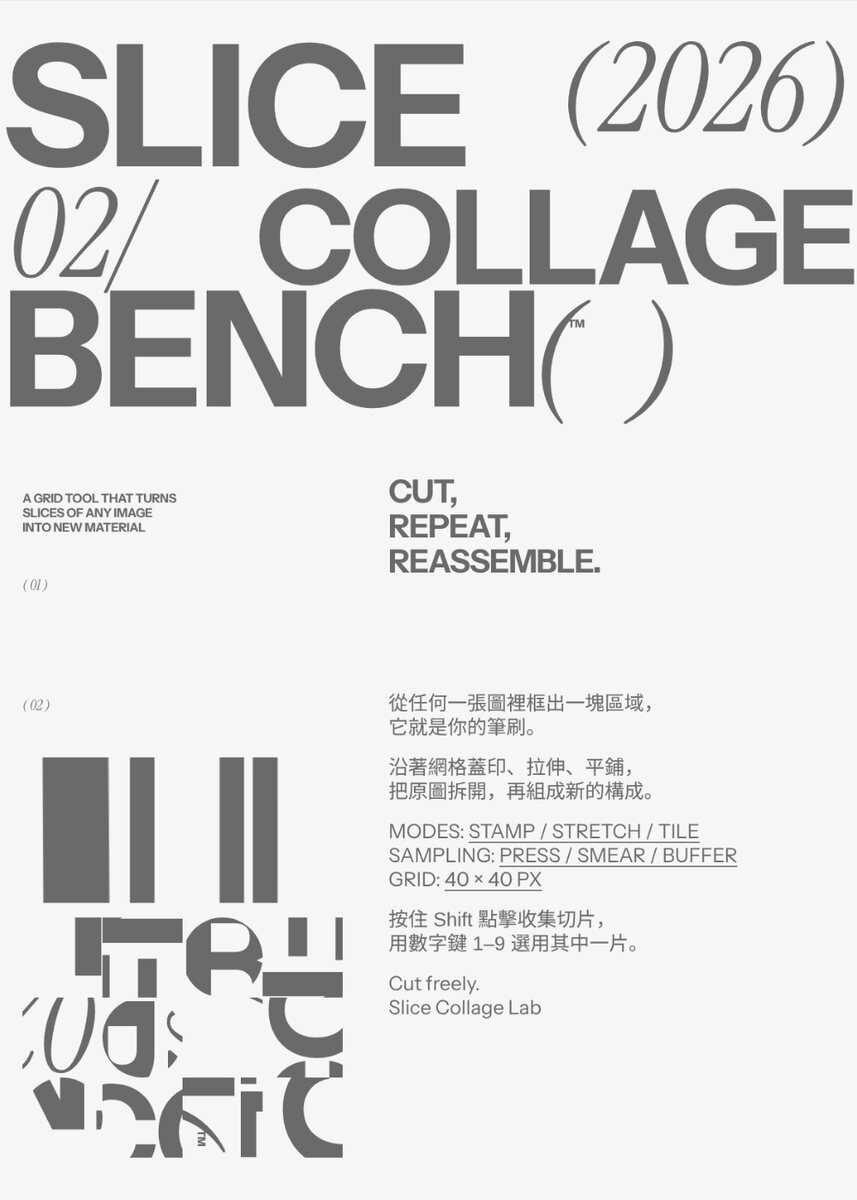 SLICE (2026)
02/ COLLAGE
BENCH(™ )
A GRID TOOL THAT TURNS
SLICES OF ANY IMAGE
INTO NEW MATERIAL
CUT,
REPEAT,
REASSEMBLE.
(01)
(02)
從任何一張圖裡框出一塊區域，
它就是你的筆刷。
沿著網格蓋印、拉伸、平鋪，
把原圖拆開，再組成新的構成。
MODES: STAMP / STRETCH / TILE
SAMPLING: PRESS / SMEAR / BUFFER
GRID: 40 × 40 PX
按住 Shift 點擊收集切片，
用數字鍵 1–9 選用其中一片。
Cut freely.
Slice Collage Lab